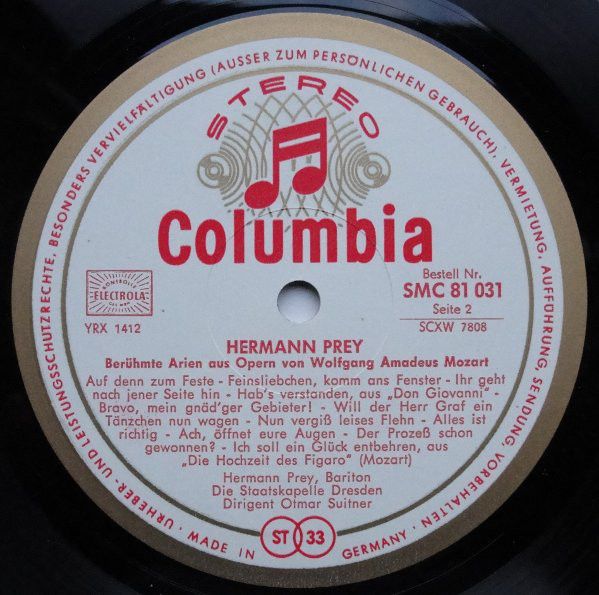 URHEBER- UND LEISTUNGSSCHUTZRECHTE, BESONDERS VERVIELFÄLTIGUNG (AUSSER ZUM PERSÖNLICHEN GEBRAUCH), VERMIETUNG, AUFFÜHRUNG, SENDUNG, VORBEHALTEN ·
STEREO
Columbia
ELECTROLA
YRX 1412
Bestell Nr.
SMC 81 031
Seite 2
SCXW 7808
HERMANN PREY
Berühmte Arien aus Opern von Wolfgang Amadeus Mozart
Auf denn zum Feste - Feinsliebchen, komm ans Fenster - Ihr geht
nach jener Seite hin - Hab's verstanden, aus „Don Giovanni" -
Bravo, mein gnäd'ger Gebieter! - Will der Herr Graf ein
Tänzchen nun wagen - Nun vergiß leises Flehn - Alles ist
richtig - Ach, öffnet eure Augen - Der Prozeß schon
gewonnen? - Ich soll ein Glück entbehren, aus
„Die Hochzeit des Figaro" (Mozart)
Hermann Prey, Bariton
Die Staatskapelle Dresden
Dirigent Otmar Suitner
MADE IN GERMANY ·
ST 33